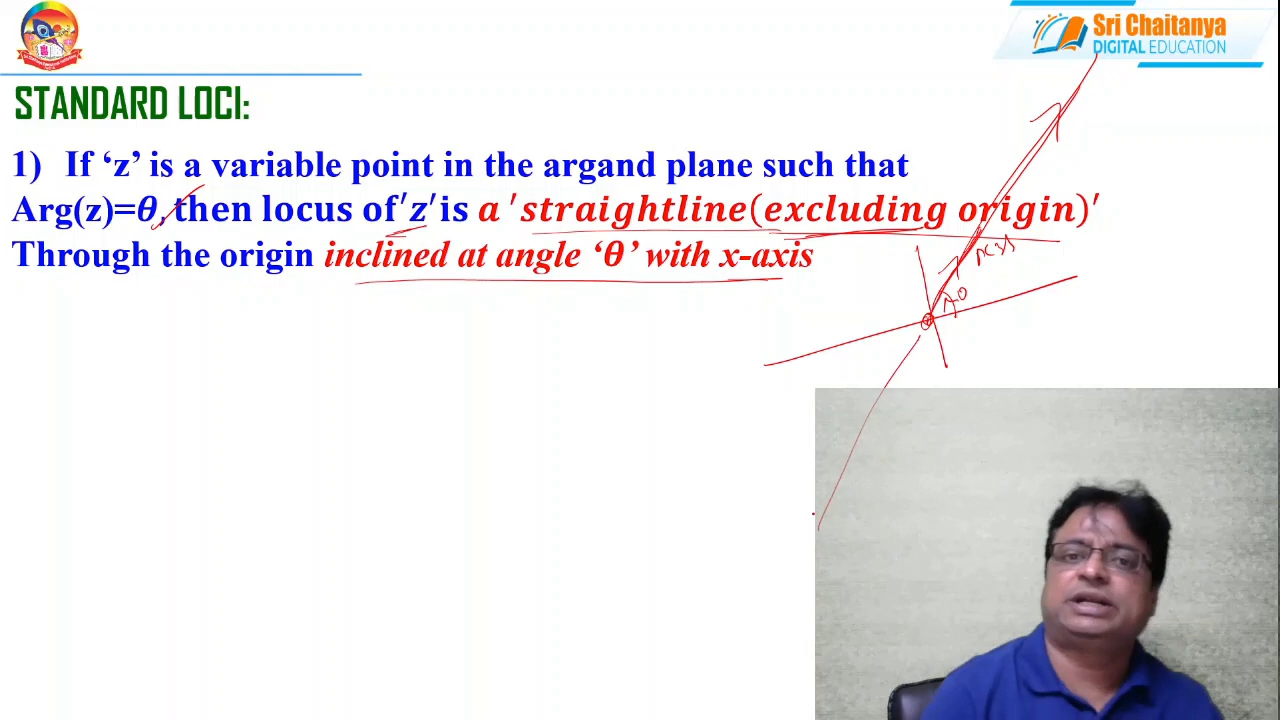 Sri Chaitanya
DIGITAL EDUCATION
STANDARD LOCI:
1) If ‘z’ is a variable point in the argand plane such that
Arg(z)=θ, then locus of ′z′ is a ′straightline(excluding origin)′
Through the origin inclined at angle ‘θ’ with x-axis